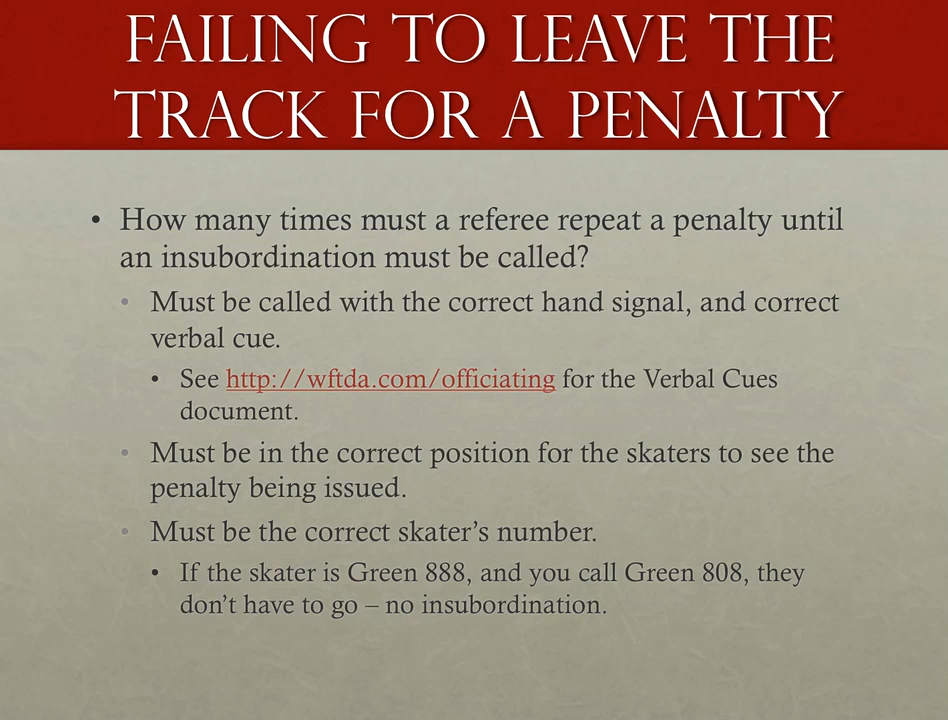 FAILING TO LEAVE THE
TRACK FOR A PENALTY
• How many times must a referee repeat a penalty until
an insubordination must be called?
• Must be called with the correct hand signal, and correct
verbal cue.
• See http://wftda.com/officiating for the Verbal Cues
document.
• Must be in the correct position for the skaters to see the
penalty being issued.
• Must be the correct skater’s number.
• If the skater is Green 888, and you call Green 808, they
don’t have to go – no insubordination.